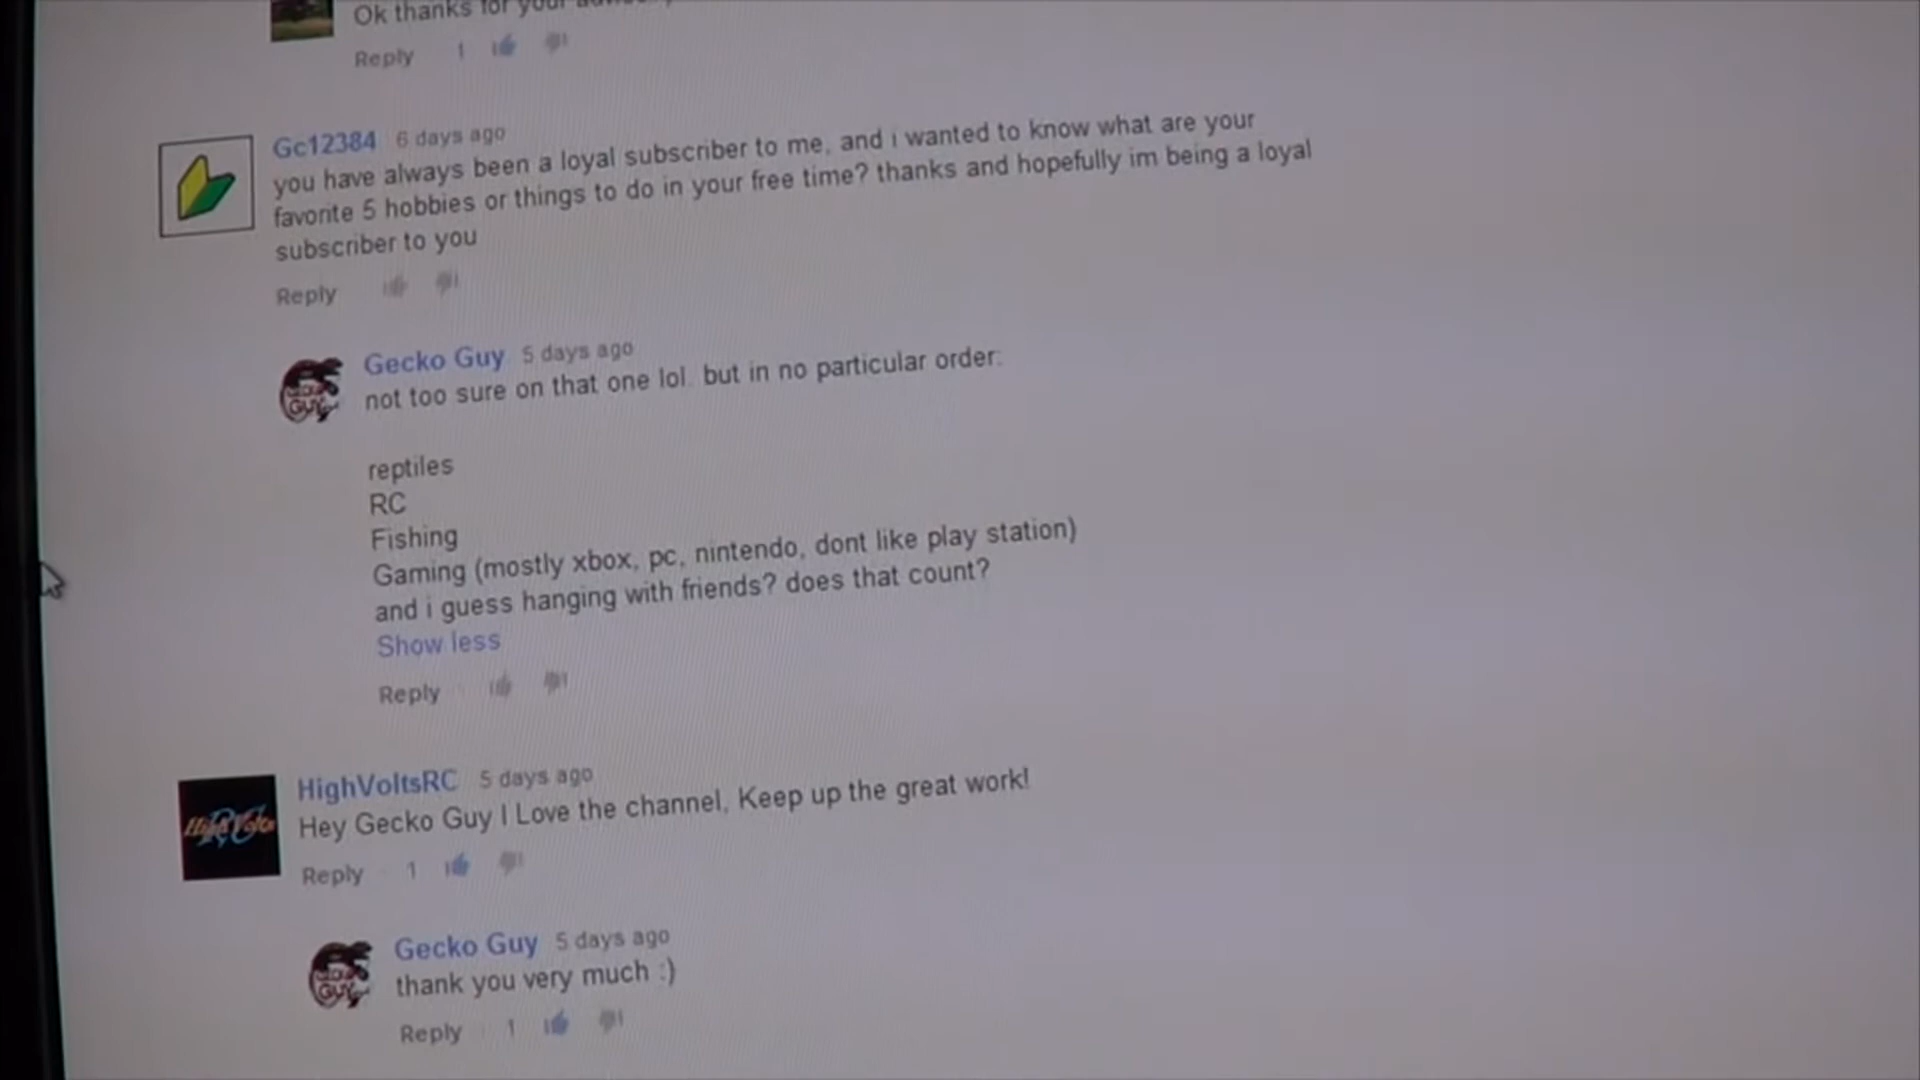 Ok thanks for your
Reply 1
Gc12384 6 days ago
you have always been a loyal subscriber to me, and i wanted to know what are your
favorite 5 hobbies or things to do in your free time? thanks and hopefully im being a loyal
subscriber to you
Reply
Gecko Guy 5 days ago
not too sure on that one lol. but in no particular order:
reptiles
RC
Fishing
Gaming (mostly xbox, pc, nintendo, dont like play station)
and i guess hanging with friends? does that count?
Show less
Reply
HighVoltsRC 5 days ago
Hey Gecko Guy I Love the channel, Keep up the great work!
Reply 1
Gecko Guy 5 days ago
thank you very much :)
Reply 1